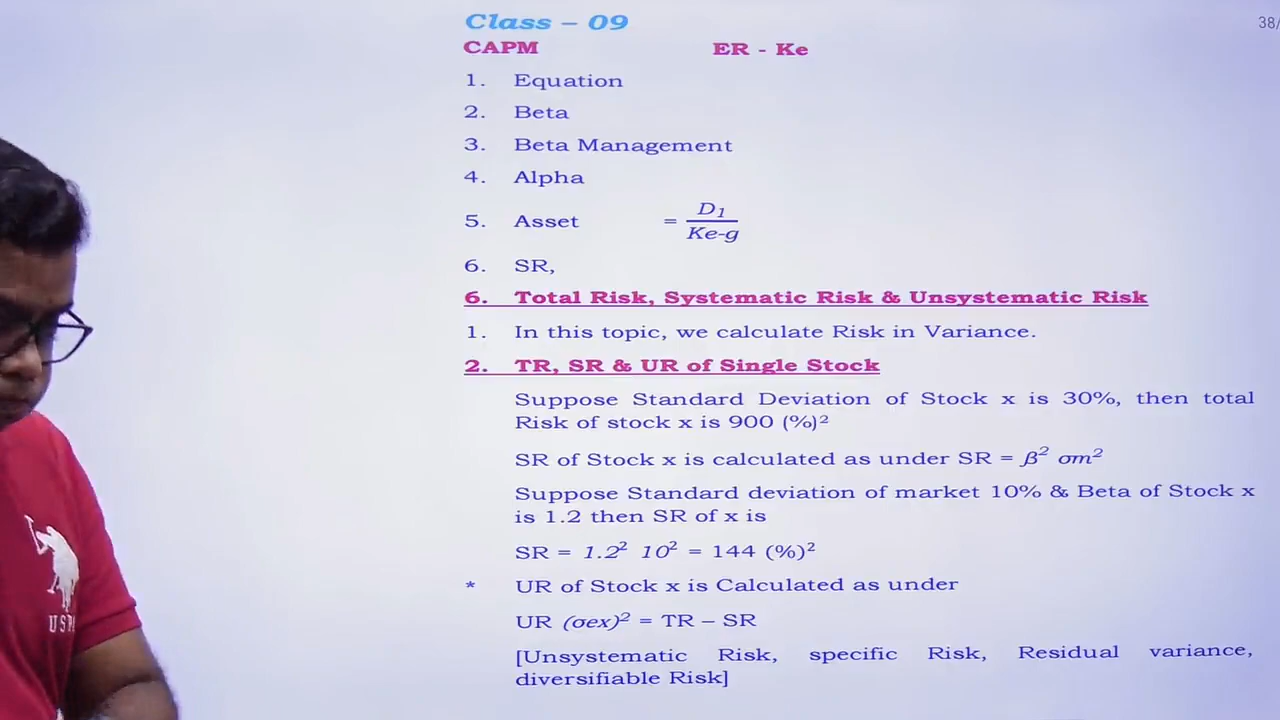 Class – 09
38/
CAPM ER - Ke
1. Equation
2. Beta
3. Beta Management
4. Alpha
5. Asset = D₁ / Ke-g
6. SR,
6. Total Risk, Systematic Risk & Unsystematic Risk
1. In this topic, we calculate Risk in Variance.
2. TR, SR & UR of Single Stock
Suppose Standard Deviation of Stock x is 30%, then total
Risk of stock x is 900 (%)²
SR of Stock x is calculated as under SR = β² σm²
Suppose Standard deviation of market 10% & Beta of Stock x
is 1.2 then SR of x is
SR = 1.2² 10² = 144 (%)²
* UR of Stock x is Calculated as under
UR (σex)² = TR – SR
[Unsystematic Risk, specific Risk, Residual variance,
diversifiable Risk]